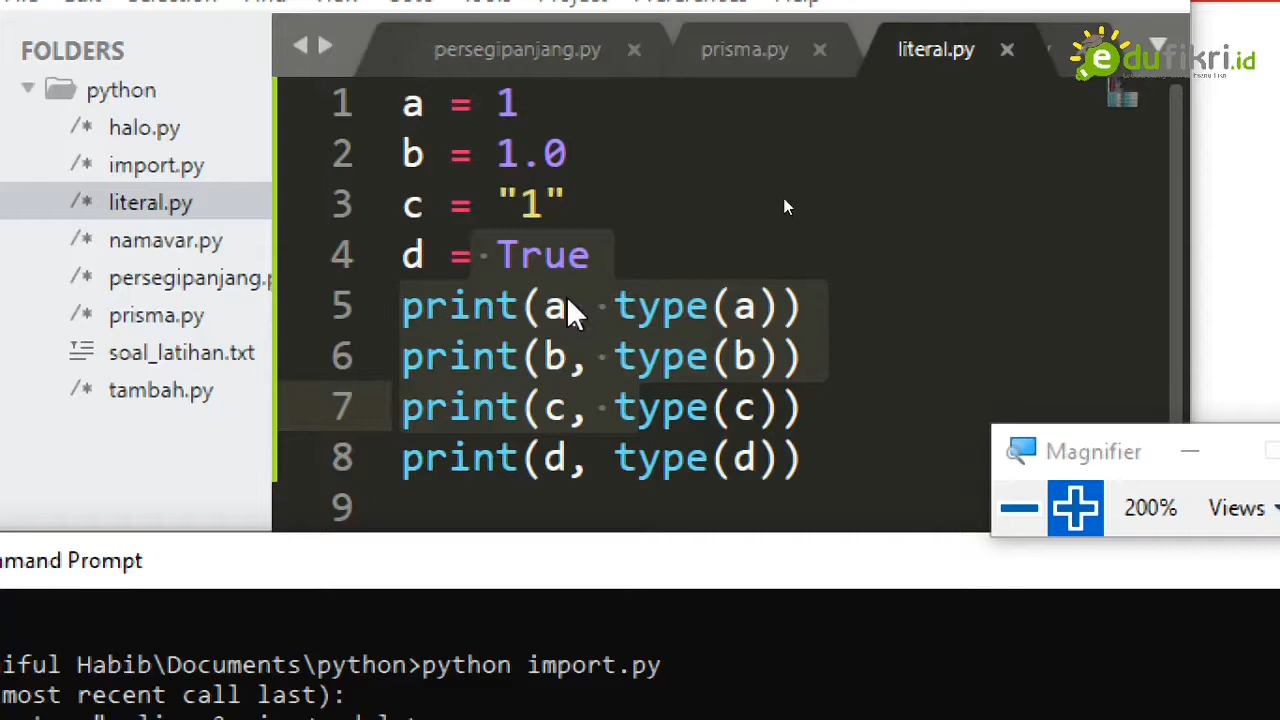 FOLDERS
python
halo.py
import.py
literal.py
namavar.py
persegipanjang.
prisma.py
soal_latihan.txt
tambah.py
persegipanjang.py × prisma.py × literal.py ×
edufikri.id
1 a = 1
2 b = 1.0
3 c = "1"
4 d = True
5 print(a, type(a))
6 print(b, type(b))
7 print(c, type(c))
8 print(d, type(d))
9
Magnifier
200% Views
mmand Prompt
iful Habib\Documents\python>python import.py
most recent call last):